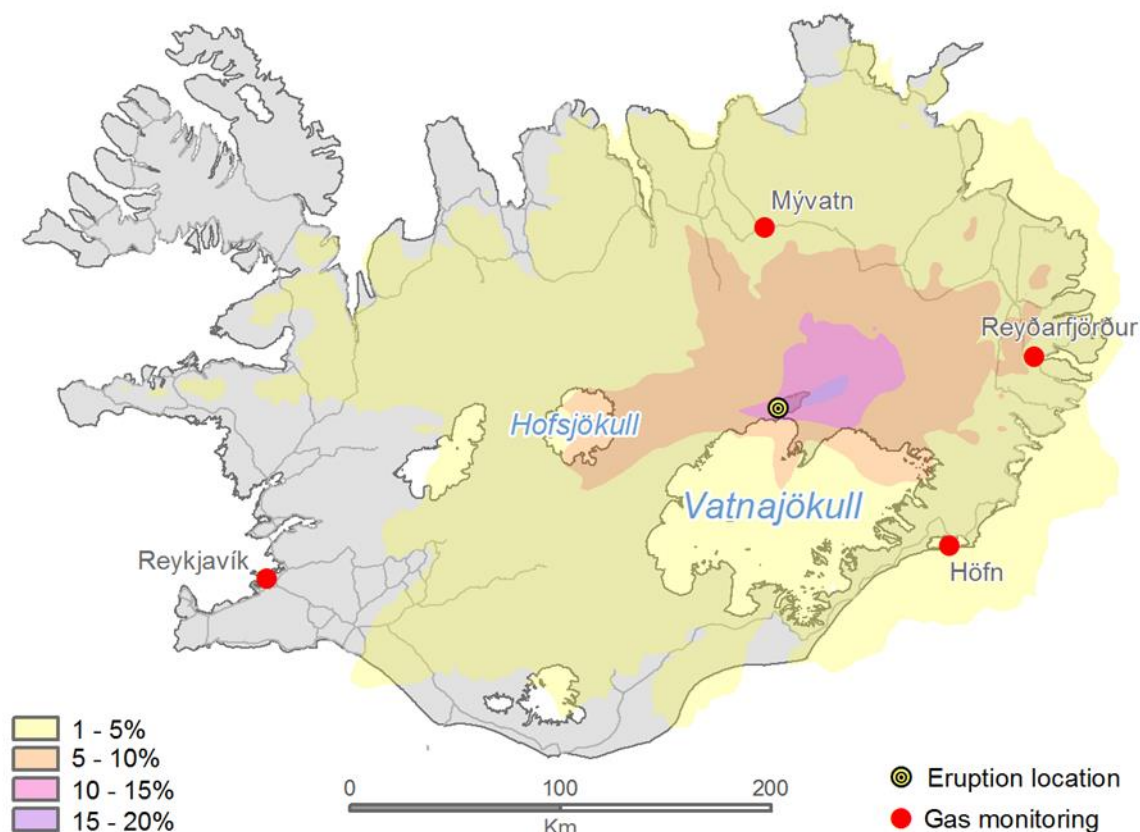 Mývatn
Reyðarfjörður
Hofsjökull
Vatnajökull
Reykjavík
Höfn
1 - 5%
5 - 10%
10 - 15%
15 - 20%
0 100 200
Km
Eruption location
Gas monitoring